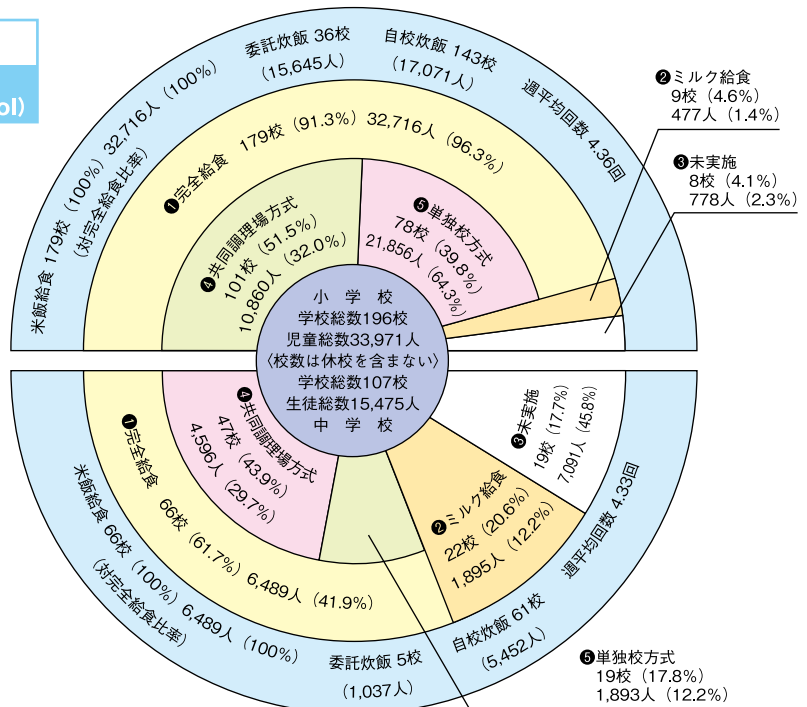 ol)
委託炊飯 36校
(15,645人)
自校炊飯 143校
(17,071人)
週平均回数 4.36回
米飯給食 179校 (100%) 32,716人 (100%)
(対完全給食比率)
❶完全給食 179校 (91.3%) 32,716人 (96.3%)
❹共同調理場方式
101校 (51.5%)
10,860人 (32.0%)
❺単独校方式
78校 (39.8%)
21,856人 (64.3%)
❷ミルク給食
9校 (4.6%)
477人 (1.4%)
❸未実施
8校 (4.1%)
778人 (2.3%)
小学校
学校総数196校
児童総数33,971人
〈校数は休校を含まない〉
学校総数107校
生徒総数15,475人
中学校
❹共同調理場方式
47校 (43.9%)
4,596人 (29.7%)
❸未実施
19校 (17.7%)
7,091人 (45.8%)
❷ミルク給食
22校 (20.6%)
1,895人 (12.2%)
❶完全給食 66校 (61.7%) 6,489人 (41.9%)
米飯給食 66校 (100%) 6,489人 (100%)
(対完全給食比率)
委託炊飯 5校
(1,037人)
自校炊飯 61校
(5,452人)
週平均回数 4.33回
❺単独校方式
19校 (17.8%)
1,893人 (12.2%)